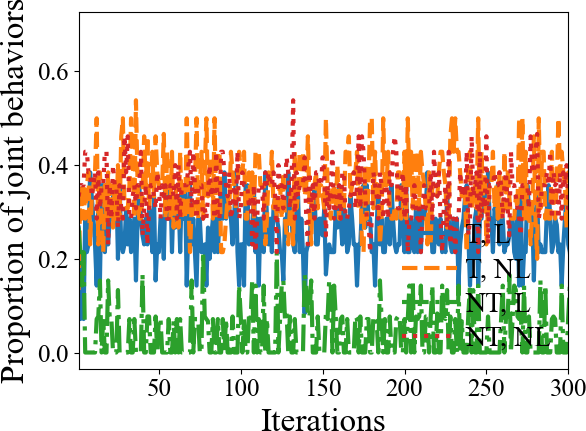 Proportion of joint behaviors
0.6
0.4
0.2
0.0
T, L
T, NL
NT, L
NT, NL
50
100
150
200
250
300
Iterations